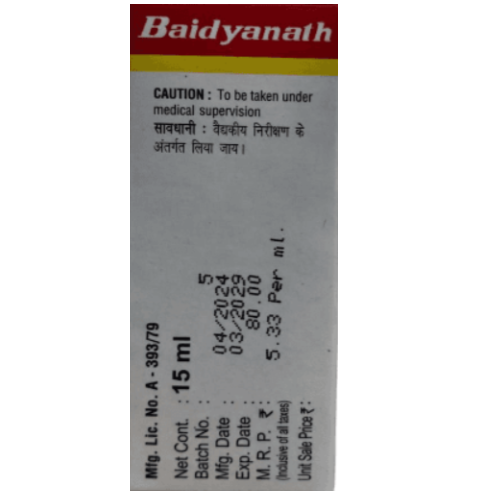 Baidyanath
CAUTION : To be taken under
medical supervision
सावधानी : वैद्यकीय निरीक्षण के
अंतर्गत लिया जाय।
Mfg. Lic. No. A - 393/79
Net Cont. : 15 ml
Batch No. : 5
Mfg. Date : 04/2024
Exp. Date : 03/2029
M. R. P. ₹ : 80.00
(Inclusive of all taxes)
Unit Sale Price ₹ : 5.33 Per ml.